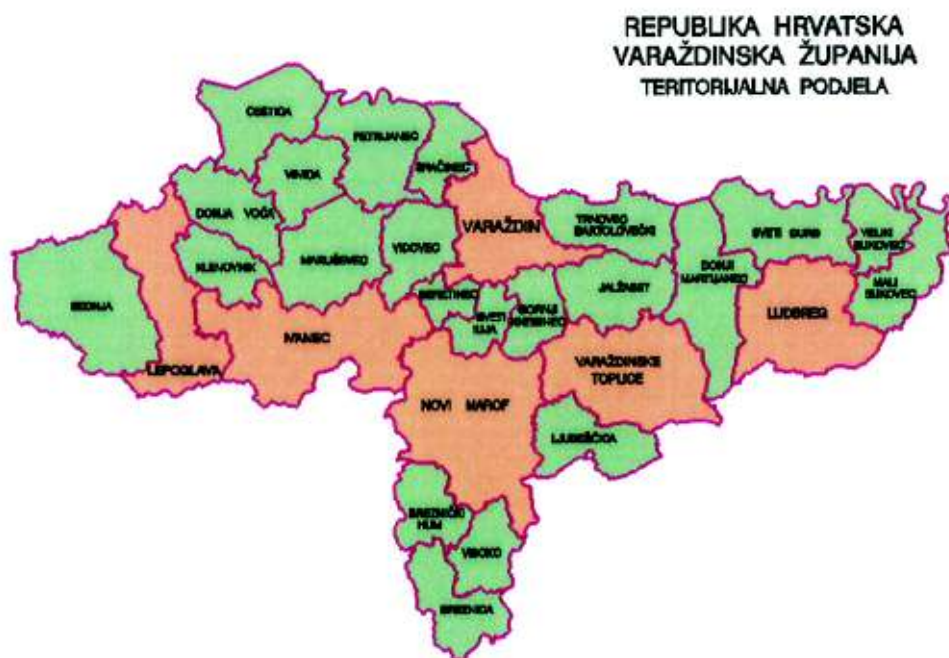 REPUBLIKA HRVATSKA
VARAŽDINSKA ŽUPANIJA
TERITORIJALNA PODJELA
CESTICA
PETRIJANEC
SRAČINEC
VINICA
DONJA VOĆA
VARAŽDIN
TRNOVEC
BARTOLOVEČKI
SVETI ĐURĐ
VELIKI
BUKOVEC
KLENOVNIK
MARUŠEVEC
VIDOVEC
DONJI
MARTIJANEC
MALI
BUKOVEC
BEDNJA
BERETINEC
SVETI
ILIJA
GORNJI
KNEGINEC
JALŽABET
LUDBREG
IVANEC
LEPOGLAVA
VARAŽDINSKE
TOPLICE
NOVI MAROF
LJUBEŠĆICA
BREZNIČKI
HUM
VISOKO
BREZNICA